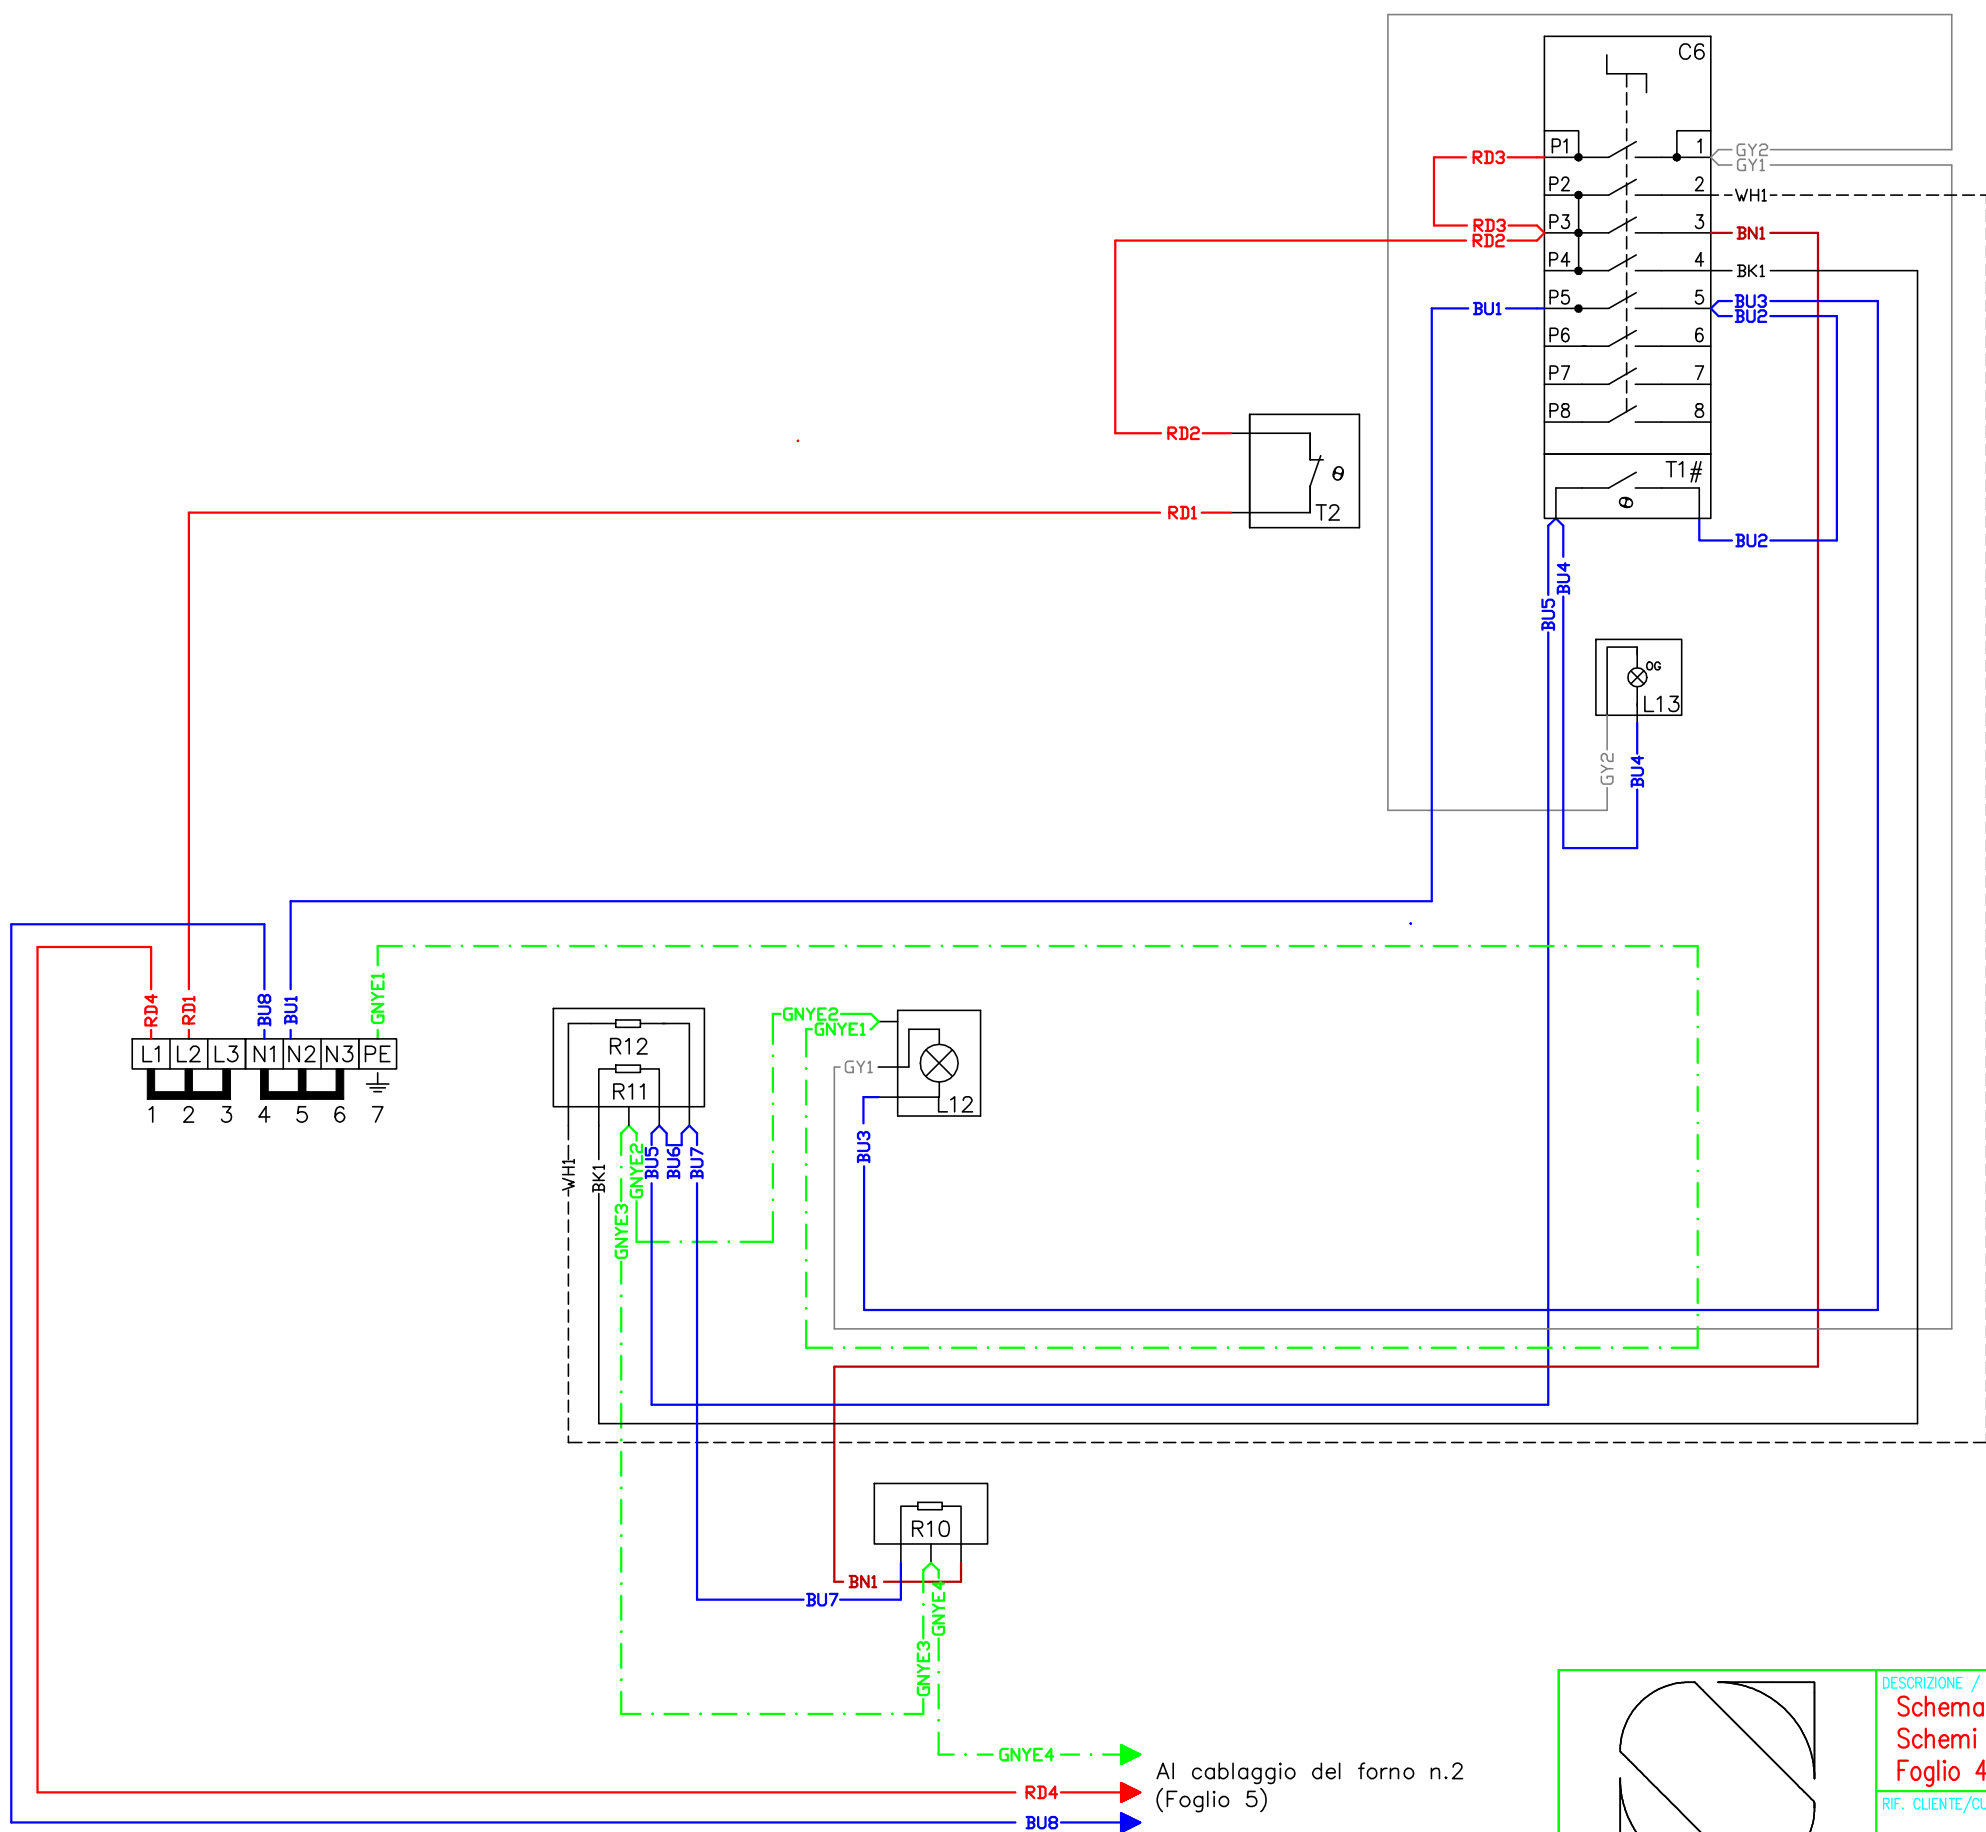 C6
P1 1
GY2
GY1
RD3
P2 2
WH1
P3 3
RD3
RD2
BN1
P4 4
BK1
P5 5
BU1
BU3
BU2
P6 6
P7 7
P8 8
RD2
θ
T2
RD1
T1#
θ
BU2
BU4
BU5
OG
L13
GY2
BU4
RD4
RD1
BU8
BU1
GNYE1
L1 L2 L3 N1 N2 N3 PE
1 2 3 4 5 6 7
R12
R11
GNYE2
GNYE1
GY1
L12
BU3
WH1
BK1
GNYE3
GNYE2
BU5
BU6
BU7
R10
BN1
BU7
GNYE4
GNYE3
GNYE4
RD4
BU8
Al cablaggio del forno n.2
(Foglio 5)
DESCRIZIONE /
Schema
Schemi
Foglio 4
RIF. CLIENTE/CU